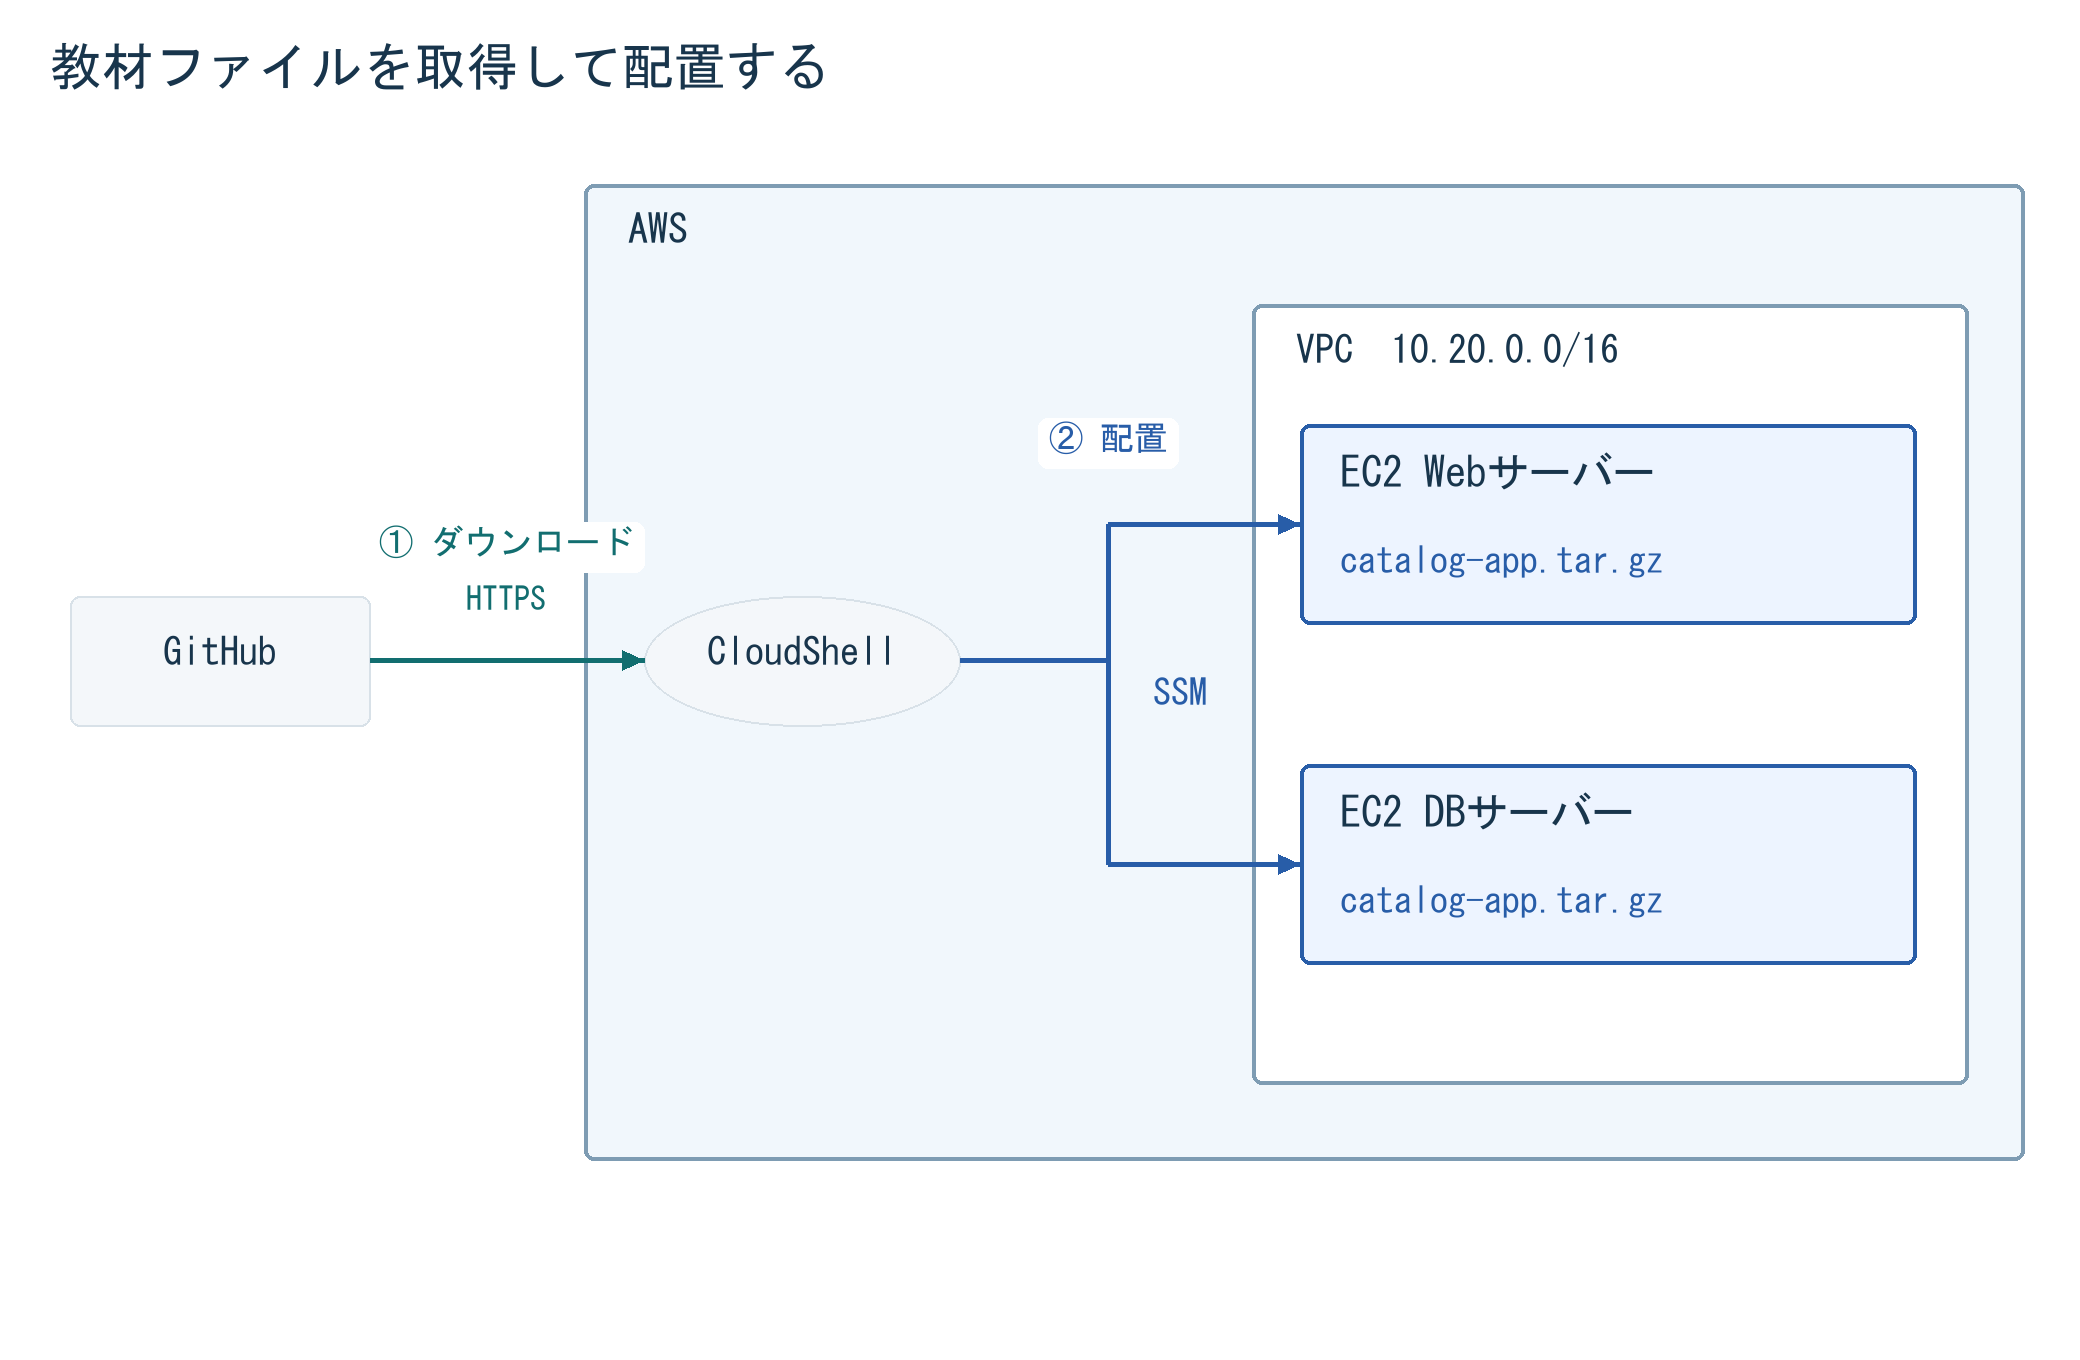 教材ファイルを取得して配置する
AWS
VPC 10.20.0.0/16
② 配置
EC2 Webサーバー
catalog-app.tar.gz
① ダウンロード
HTTPS
GitHub
CloudShell
SSM
EC2 DBサーバー
catalog-app.tar.gz